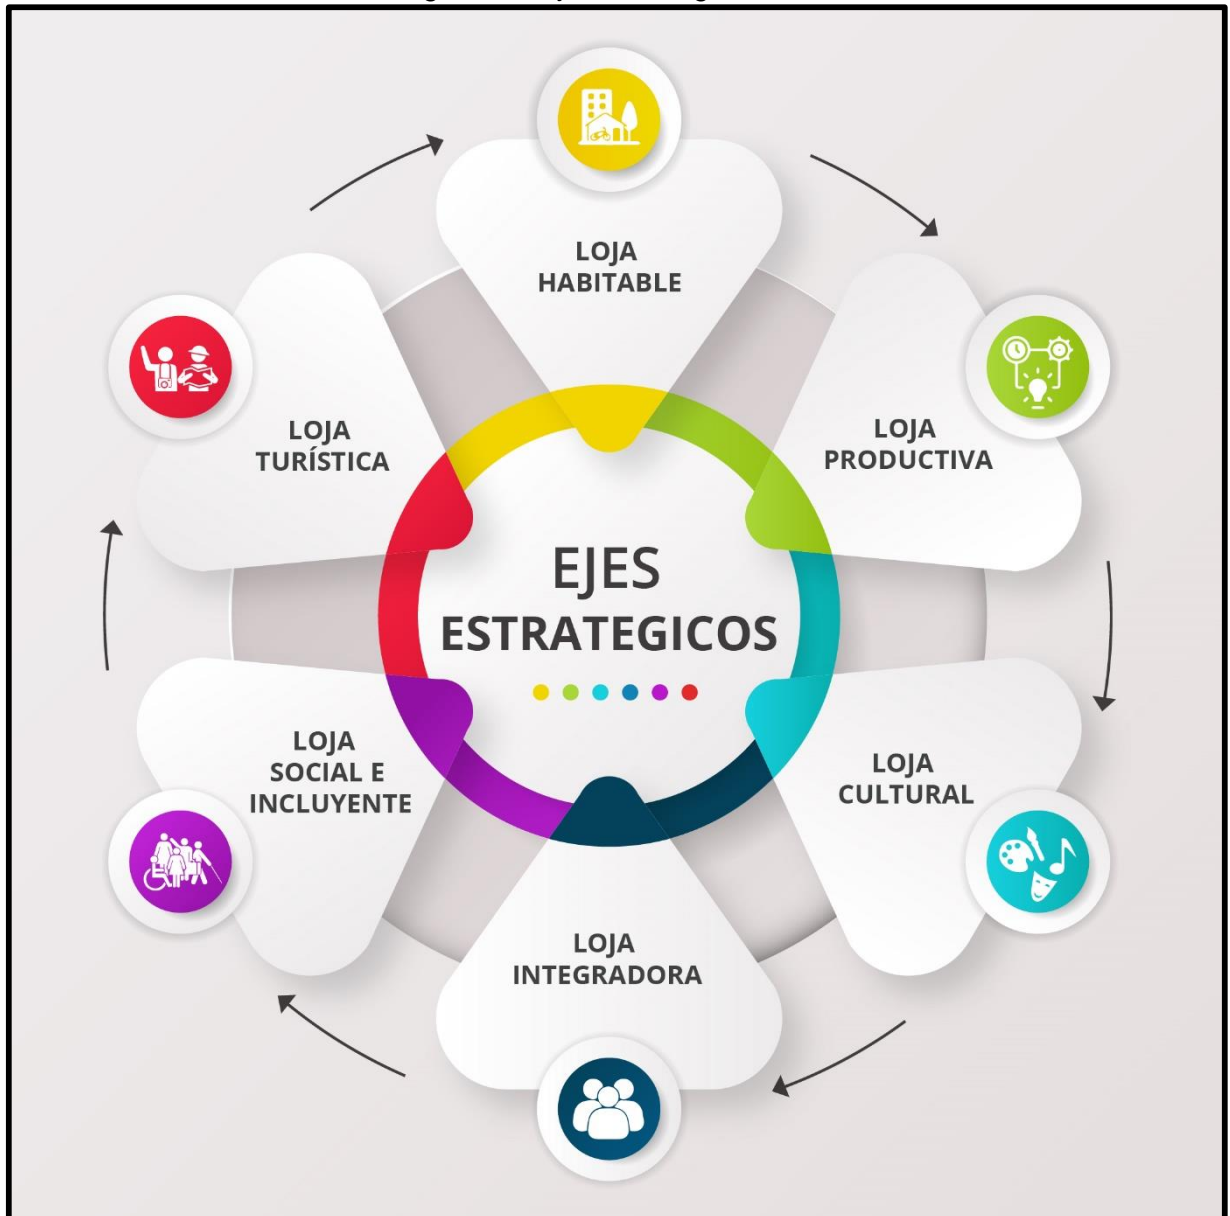 LOJA
HABITABLE
LOJA
PRODUCTIVA
LOJA
CULTURAL
LOJA
INTEGRADORA
LOJA
SOCIAL E
INCLUYENTE
LOJA
TURÍSTICA
EJES
ESTRATEGICOS